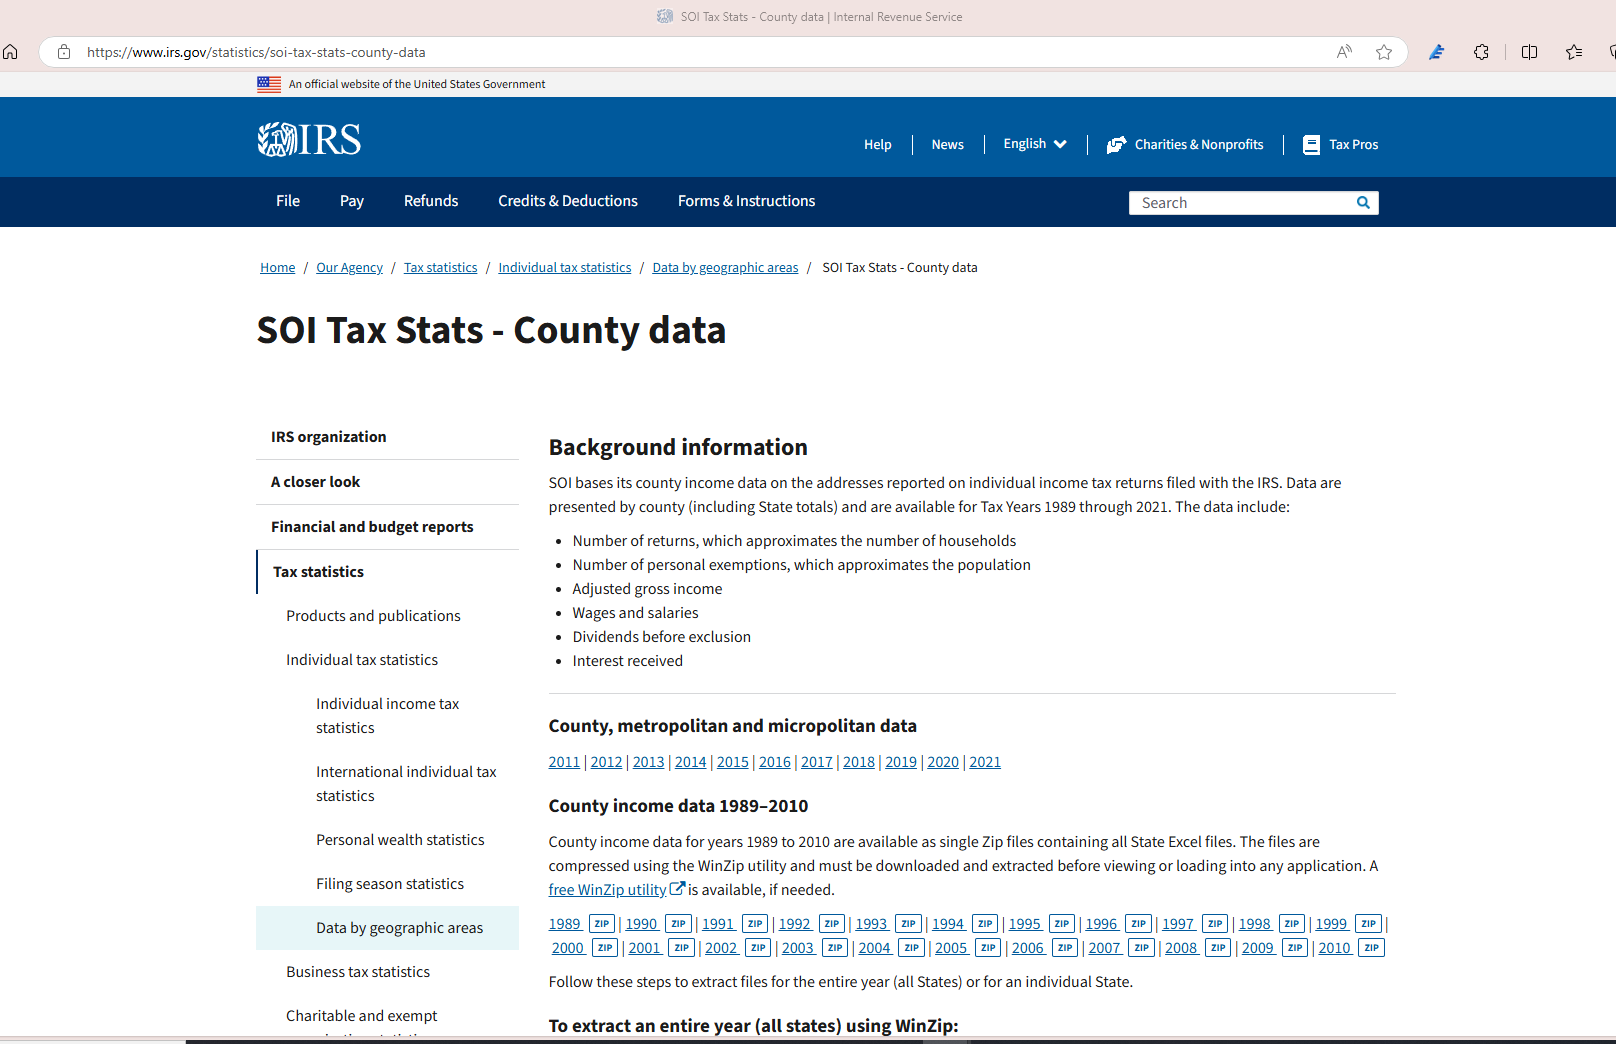 SOI Tax Stats - County data | Internal Revenue Service
https://www.irs.gov/statistics/soi-tax-stats-county-data
An official website of the United States Government
IRS
Help
News
English
Charities & Nonprofits
Tax Pros
File
Pay
Refunds
Credits & Deductions
Forms & Instructions
Search
Home / Our Agency / Tax statistics / Individual tax statistics / Data by geographic areas / SOI Tax Stats - County data
SOI Tax Stats - County data
IRS organization
A closer look
Financial and budget reports
Tax statistics
Products and publications
Individual tax statistics
Individual income tax
statistics
International individual tax
statistics
Personal wealth statistics
Filing season statistics
Data by geographic areas
Business tax statistics
Charitable and exempt
Background information
SOI bases its county income data on the addresses reported on individual income tax returns filed with the IRS. Data are
presented by county (including State totals) and are available for Tax Years 1989 through 2021. The data include:
• Number of returns, which approximates the number of households
• Number of personal exemptions, which approximates the population
• Adjusted gross income
• Wages and salaries
• Dividends before exclusion
• Interest received
County, metropolitan and micropolitan data
2011 | 2012 | 2013 | 2014 | 2015 | 2016 | 2017 | 2018 | 2019 | 2020 | 2021
County income data 1989–2010
County income data for years 1989 to 2010 are available as single Zip files containing all State Excel files. The files are
compressed using the WinZip utility and must be downloaded and extracted before viewing or loading into any application. A
free WinZip utility is available, if needed.
1989 ZIP | 1990 ZIP | 1991 ZIP | 1992 ZIP | 1993 ZIP | 1994 ZIP | 1995 ZIP | 1996 ZIP | 1997 ZIP | 1998 ZIP | 1999 ZIP |
2000 ZIP | 2001 ZIP | 2002 ZIP | 2003 ZIP | 2004 ZIP | 2005 ZIP | 2006 ZIP | 2007 ZIP | 2008 ZIP | 2009 ZIP | 2010 ZIP
Follow these steps to extract files for the entire year (all States) or for an individual State.
To extract an entire year (all states) using WinZip: